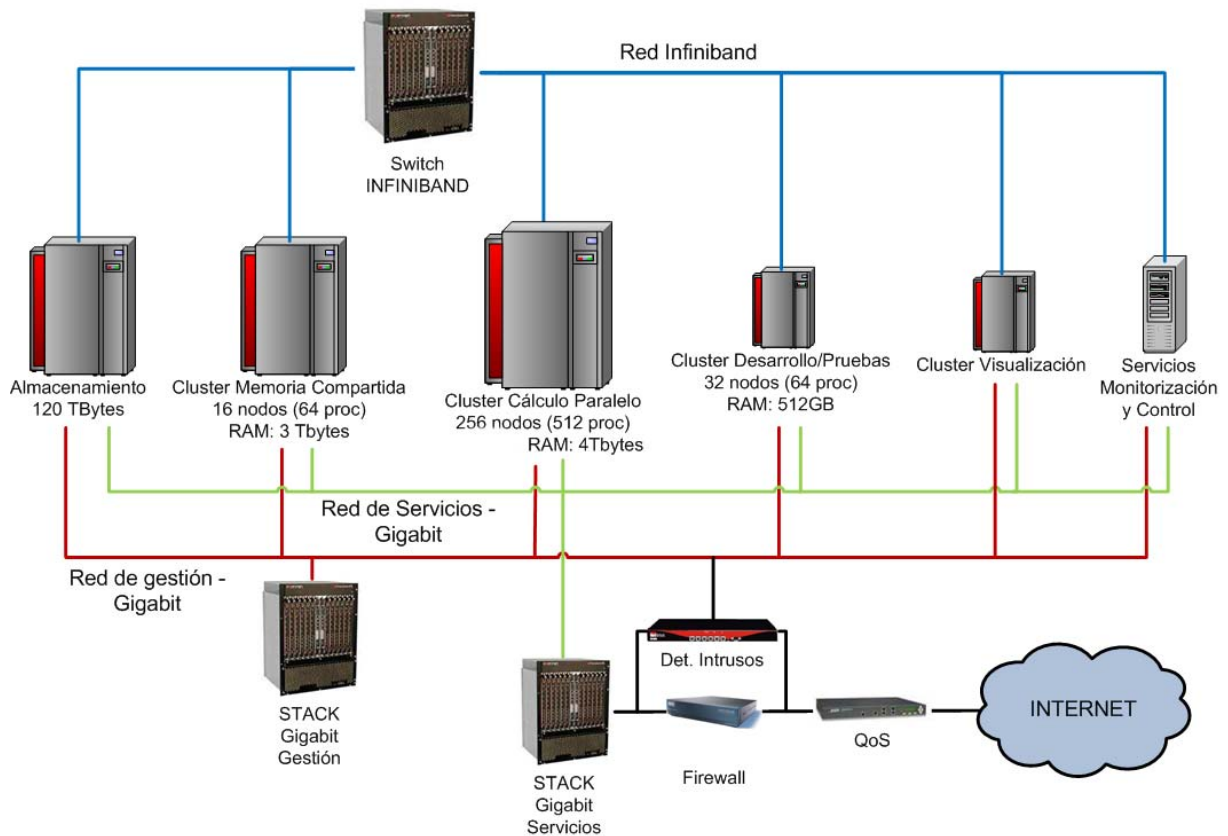 Red Infiniband
Switch
INFINIBAND
Almacenamiento
120 TBytes
Cluster Memoria Compartida
16 nodos (64 proc)
RAM: 3 Tbytes
Cluster Cálculo Paralelo
256 nodos (512 proc)
RAM: 4Tbytes
Cluster Desarrollo/Pruebas
32 nodos (64 proc)
RAM: 512GB
Cluster Visualización
Servicios
Monitorización
y Control
Red de Servicios -
Gigabit
Red de gestión -
Gigabit
STACK
Gigabit
Gestión
STACK
Gigabit
Servicios
Det. Intrusos
Firewall
QoS
INTERNET